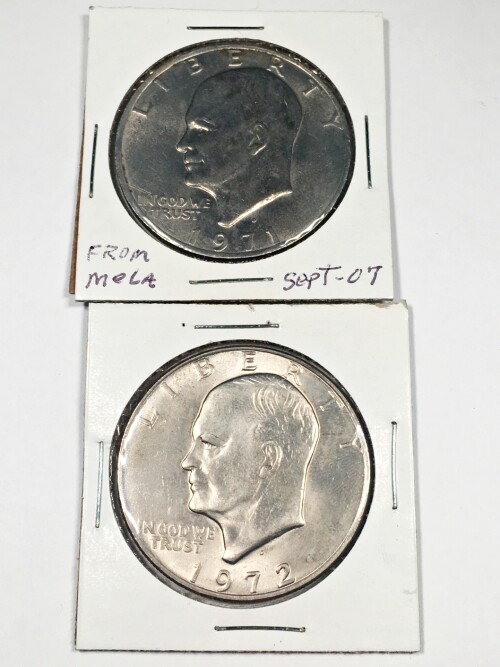 LIBERTY
IN GOD WE
TRUST
1971
FROM
MELA
SEPT-07
LIBERTY
IN GOD WE
TRUST
1972